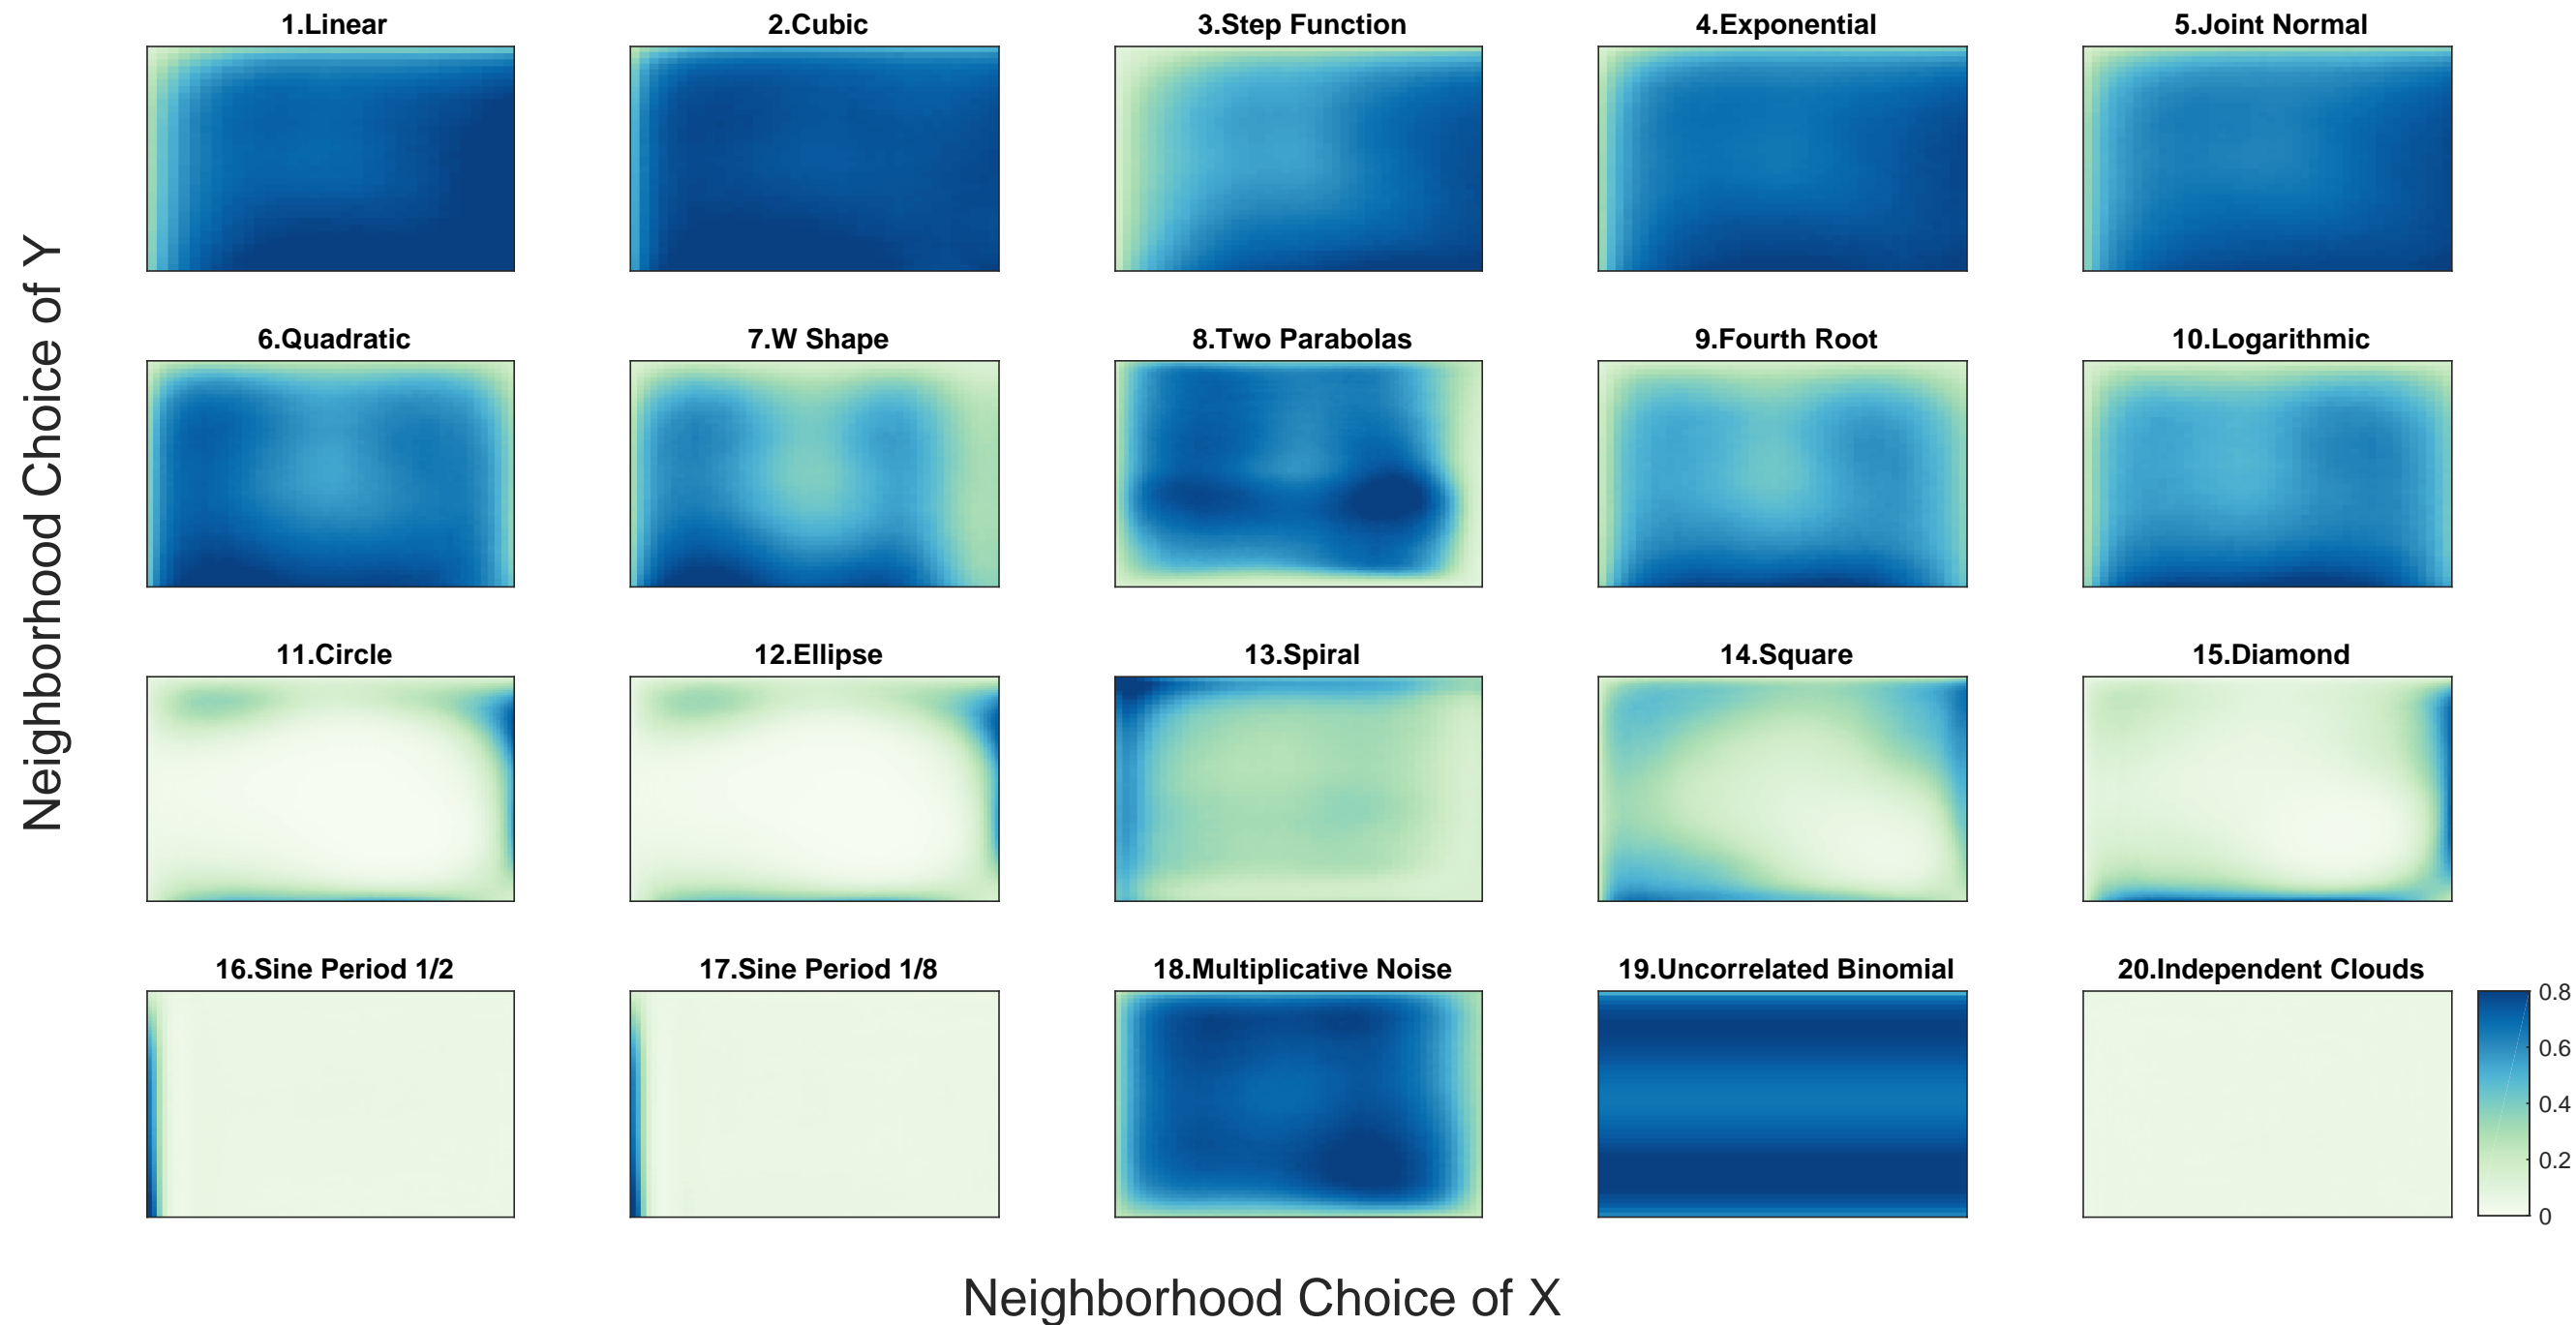 1.Linear
2.Cubic
3.Step Function
4.Exponential
5.Joint Normal
Neighborhood Choice of Y
6.Quadratic
7.W Shape
8.Two Parabolas
9.Fourth Root
10.Logarithmic
11.Circle
12.Ellipse
13.Spiral
14.Square
15.Diamond
16.Sine Period 1/2
17.Sine Period 1/8
18.Multiplicative Noise
19.Uncorrelated Binomial
20.Independent Clouds
0.8
0.6
0.4
0.2
0
Neighborhood Choice of X